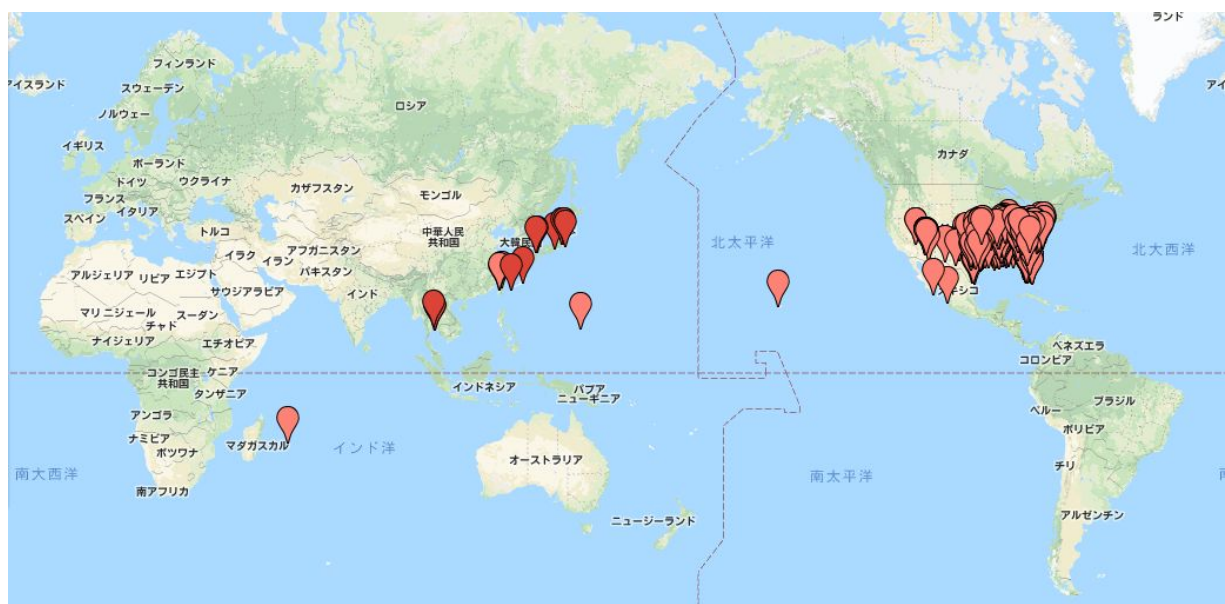 ランド
フィンランド
アイスランド
アイ
スウェーデン
ロシア
ノルウェー
イギリス
カナダ
ポーランド
ドイツ
ウクライナ
カザフスタン
モンゴル
フランス
イタリア
スペイン
トルコ
中華人民
共和国
大韓民
北太平洋
北大西洋
アフガニスタン
イラク
イラン
パキスタン
アルジェリア
リビア
エジプト
サウジアラビア
インド
メキシコ
マリ
ニジェール
スーダン
チャド
ナイジェリア
エチオピア
ベネズエラ
コロンビア
コンゴ民主
共和国
ケニア
タンザニア
インドネシア
パプア
ニューギニア
アンゴラ
ペルー
ブラジル
ナミビア
ボツワナ
マダガスカル
インド洋
ボリビア
オーストラリア
チリ
南大西洋
南太平洋
南
南アフリカ
アルゼンチン
ニュージーランド